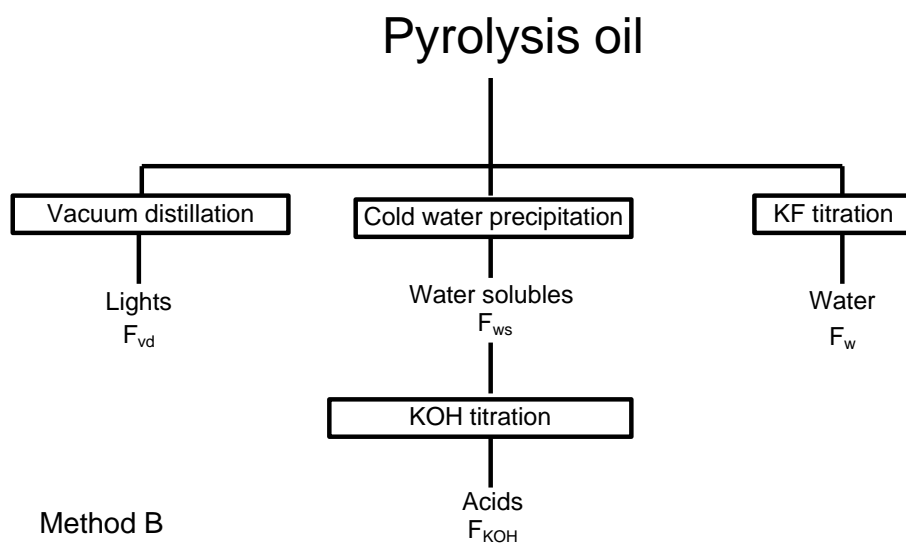 Pyrolysis oil
Vacuum distillation
Cold water precipitation
KF titration
Lights
F_vd
Water solubles
F_ws
Water
F_w
KOH titration
Acids
F_KOH
Method B